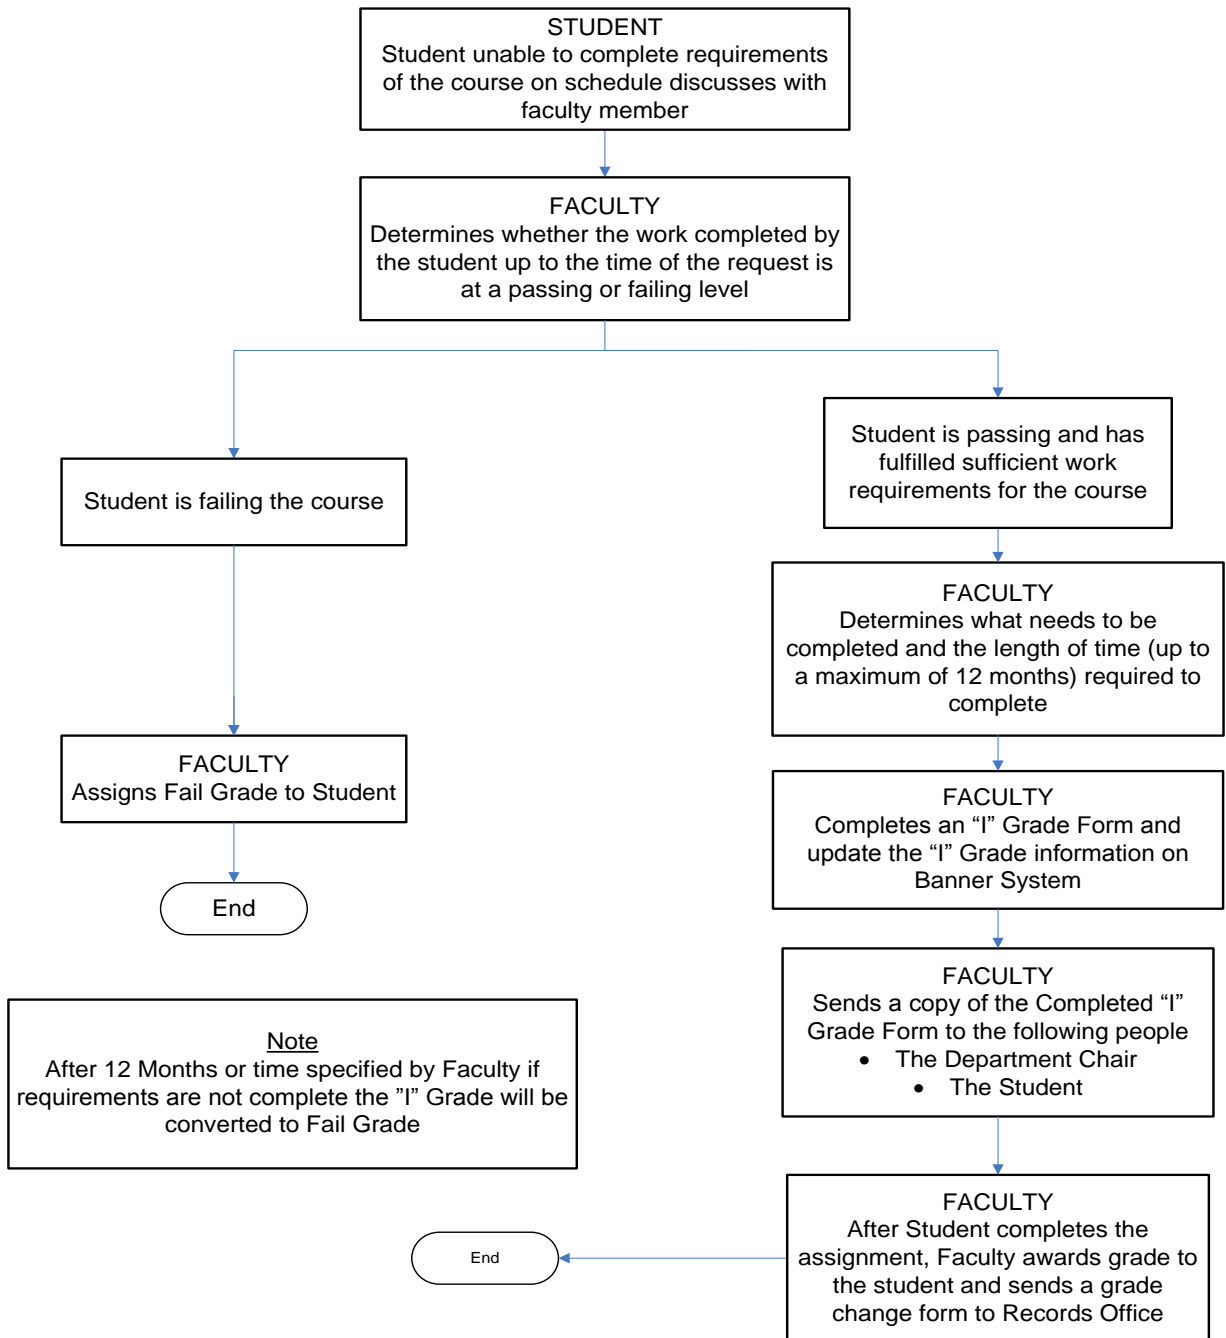 STUDENT
Student unable to complete requirements
of the course on schedule discusses with
faculty member
FACULTY
Determines whether the work completed by
the student up to the time of the request is
at a passing or failing level
Student is failing the course
Student is passing and has
fulfilled sufficient work
requirements for the course
FACULTY
Determines what needs to be
completed and the length of time (up to
a maximum of 12 months) required to
complete
FACULTY
Assigns Fail Grade to Student
End
FACULTY
Completes an “I” Grade Form and
update the “I” Grade information on
Banner System
FACULTY
Sends a copy of the Completed “I”
Grade Form to the following people
• The Department Chair
• The Student
Note
After 12 Months or time specified by Faculty if
requirements are not complete the ”I” Grade will be
converted to Fail Grade
FACULTY
After Student completes the
assignment, Faculty awards grade to
the student and sends a grade
change form to Records Office
End